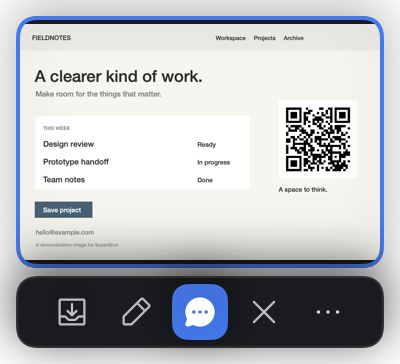 FIELDNOTES
Workspace Projects Archive
A clearer kind of work.
Make room for the things that matter.
THIS WEEK
Design review Ready
Prototype handoff In progress
Team notes Done
A space to think.
Save project
hello@example.com
A demonstration image for SuperShot